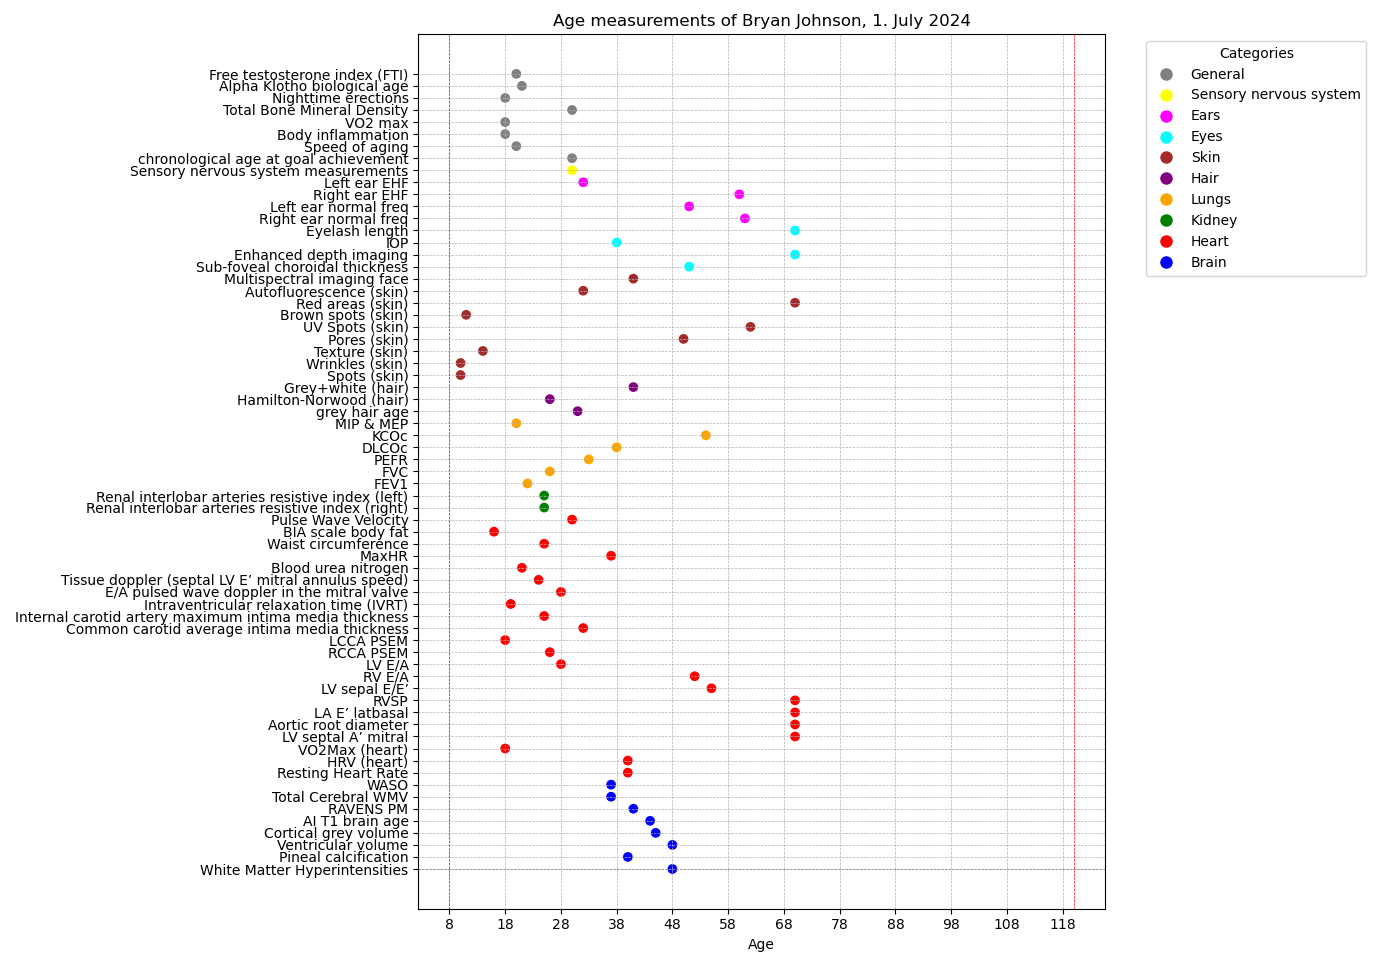 Age measurements of Bryan Johnson, 1. July 2024
Free testosterone index (FTI)
Alpha Klotho biological age
Nighttime erections
Total Bone Mineral Density
VO2 max
Body inflammation
Speed of aging
chronological age at goal achievement
Sensory nervous system measurements
Left ear EHF
Right ear EHF
Left ear normal freq
Right ear normal freq
Eyelash length
IOP
Enhanced depth imaging
Sub-foveal choroidal thickness
Multispectral imaging face
Autofluorescence (skin)
Red areas (skin)
Brown spots (skin)
UV Spots (skin)
Pores (skin)
Texture (skin)
Wrinkles (skin)
Spots (skin)
Grey+white (hair)
Hamilton-Norwood (hair)
grey hair age
MIP & MEP
KCOc
DLCOc
PEFR
FVC
FEV1
Renal interlobar arteries resistive index (left)
Renal interlobar arteries resistive index (right)
Pulse Wave Velocity
BIA scale body fat
Waist circumference
MaxHR
Blood urea nitrogen
Tissue doppler (septal LV E’ mitral annulus speed)
E/A pulsed wave doppler in the mitral valve
Intraventricular relaxation time (IVRT)
Internal carotid artery maximum intima media thickness
Common carotid average intima media thickness
LCCA PSEM
RCCA PSEM
LV E/A
RV E/A
LV sepal E/E’
RVSP
LA E’ latbasal
Aortic root diameter
LV septal A’ mitral
VO2Max (heart)
HRV (heart)
Resting Heart Rate
WASO
Total Cerebral WMV
RAVENS PM
AI T1 brain age
Cortical grey volume
Ventricular volume
Pineal calcification
White Matter Hyperintensities
8 18 28 38 48 58 68 78 88 98 108 118
Age
Categories
General
Sensory nervous system
Ears
Eyes
Skin
Hair
Lungs
Kidney
Heart
Brain